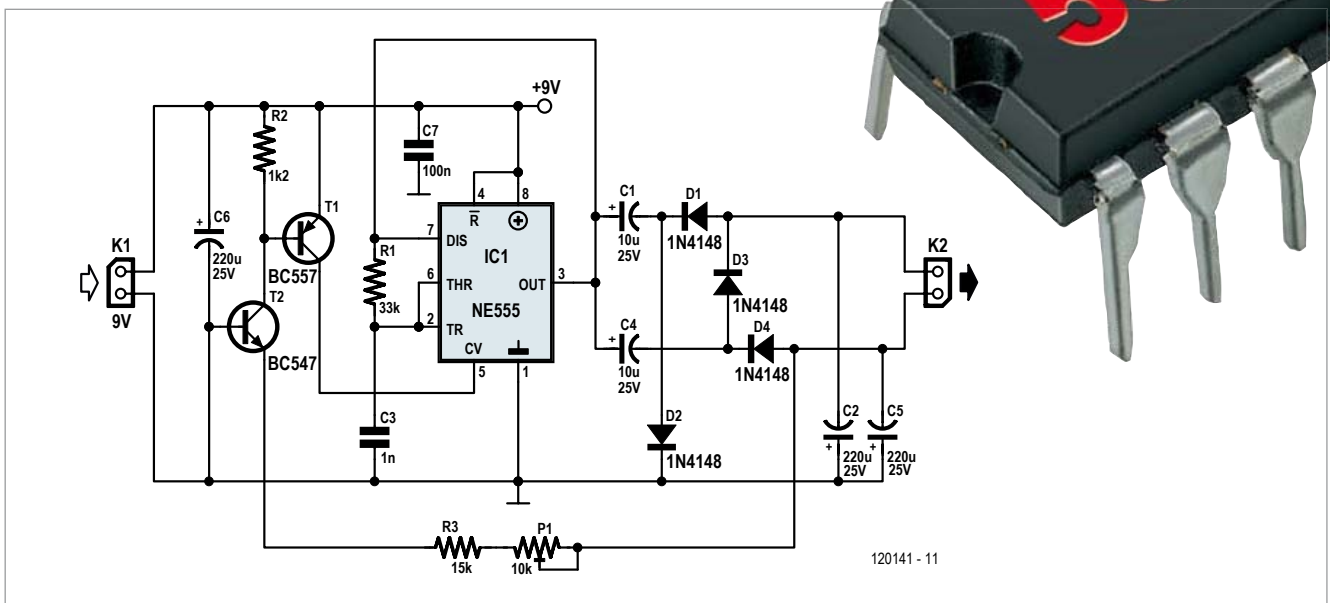 5
+9V
R2
1k2
C7
100n
C6
220u
25V
T1
BC557
T2
BC547
K1
9V
R1
33k
C3
1n
4
8
R
7
DIS
IC1
6
THR
OUT
3
NE555
2
TR
CV
5
1
C1
10u
25V
D1
1N4148
D3
1N4148
C4
10u
25V
D4
1N4148
D2
1N4148
K2
C2
220u
25V
C5
220u
25V
R3
15k
P1
10k
120141 - 11